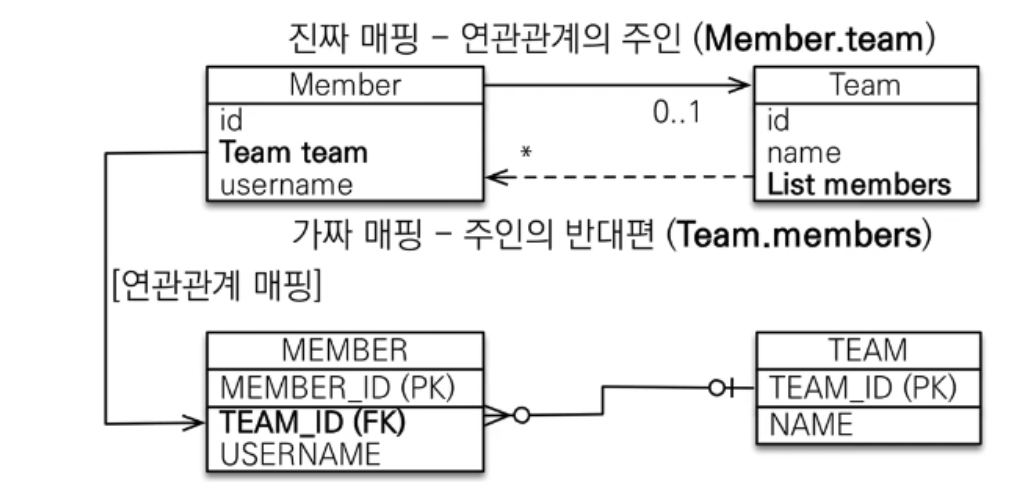 진짜 매핑 - 연관관계의 주인 (Member.team)
Member
id
Team team
username
0..1
*
Team
id
name
List members
가짜 매핑 - 주인의 반대편 (Team.members)
[연관관계 매핑]
MEMBER
MEMBER_ID (PK)
TEAM_ID (FK)
USERNAME
TEAM
TEAM_ID (PK)
NAME